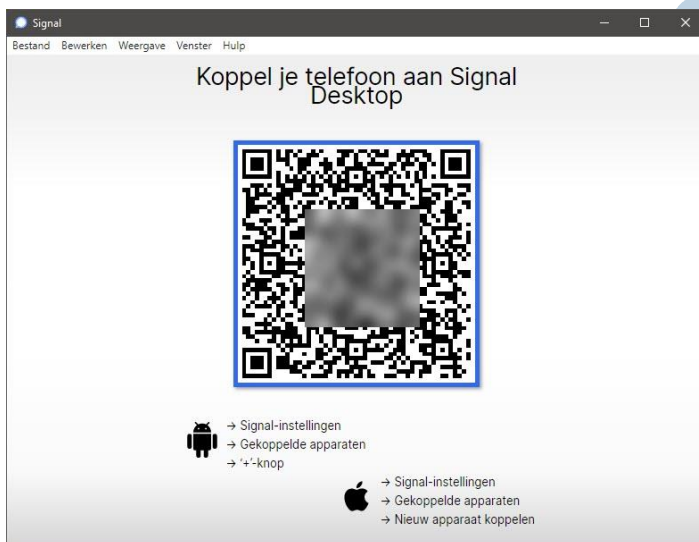 Signal
Bestand Bewerken Weergave Venster Hulp
Koppel je telefoon aan Signal
Desktop
→ Signal-instellingen
→ Gekoppelde apparaten
→ '+'-knop
→ Signal-instellingen
→ Gekoppelde apparaten
→ Nieuw apparaat koppelen